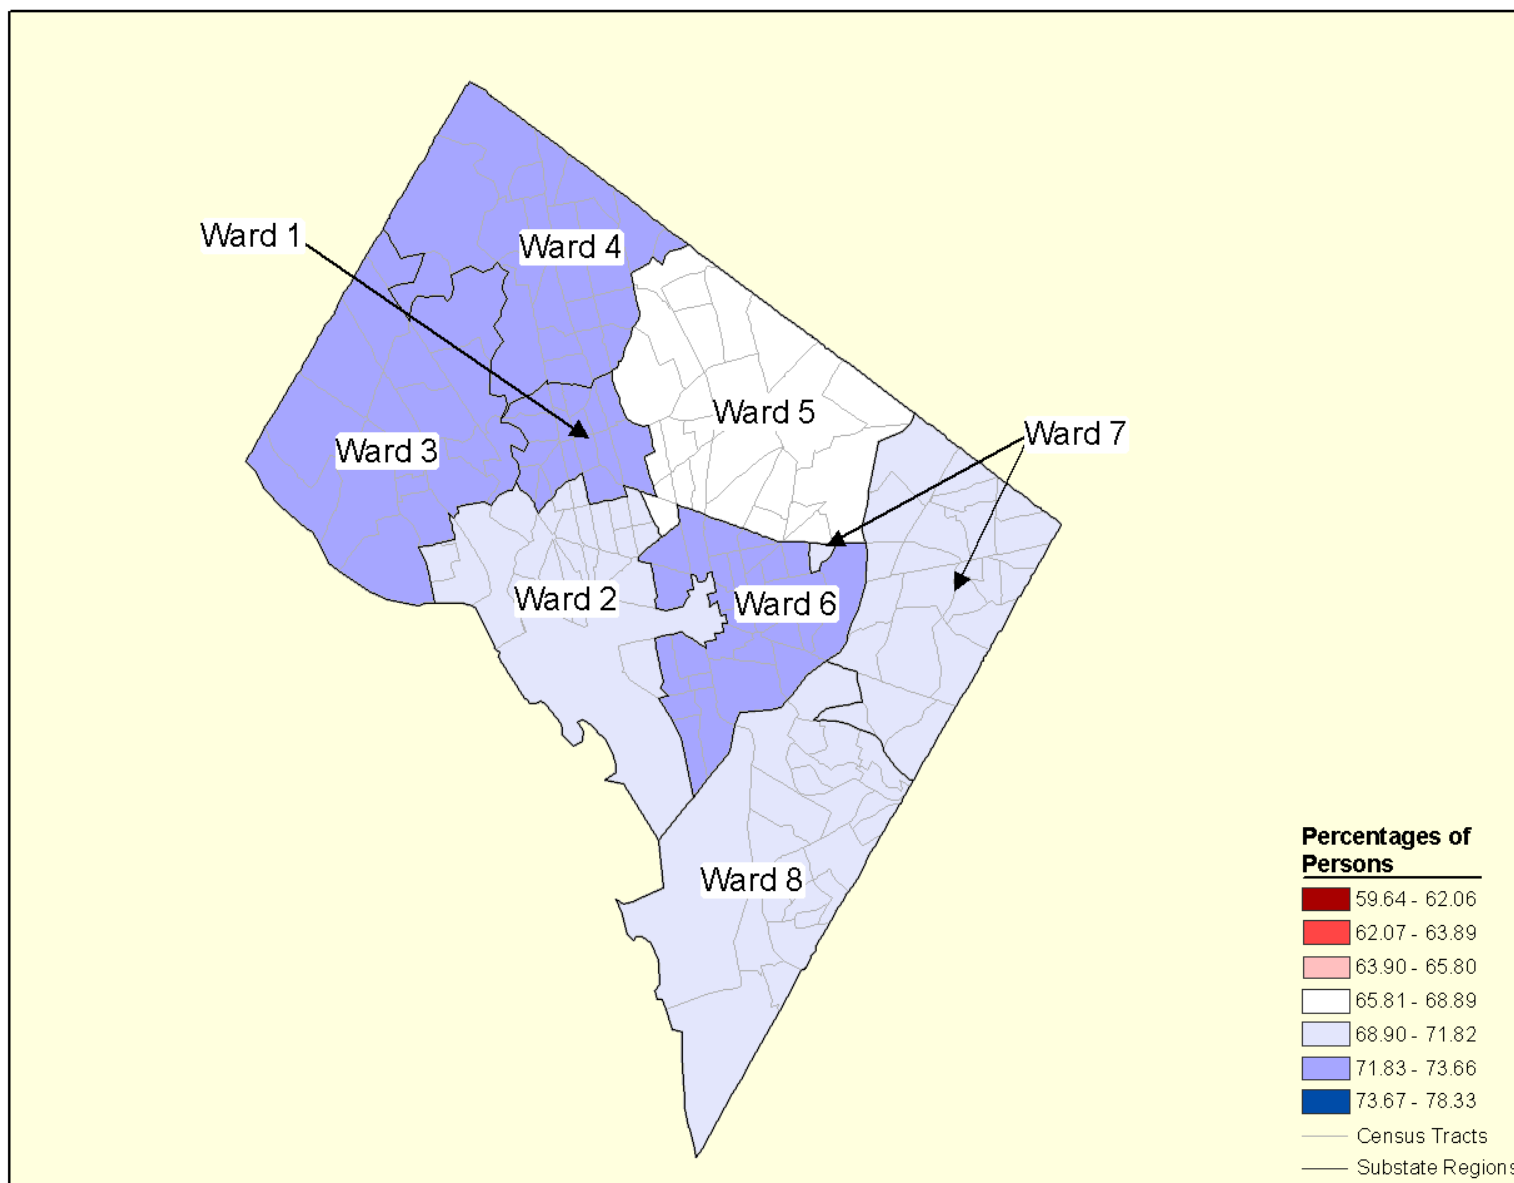 Ward 1
Ward 4
Ward 5
Ward 7
Ward 3
Ward 2
Ward 6
Ward 8
Percentages of
Persons
59.64 - 62.06
62.07 - 63.89
63.90 - 65.80
65.81 - 68.89
68.90 - 71.82
71.83 - 73.66
73.67 - 78.33
Census Tracts
Substate Regions